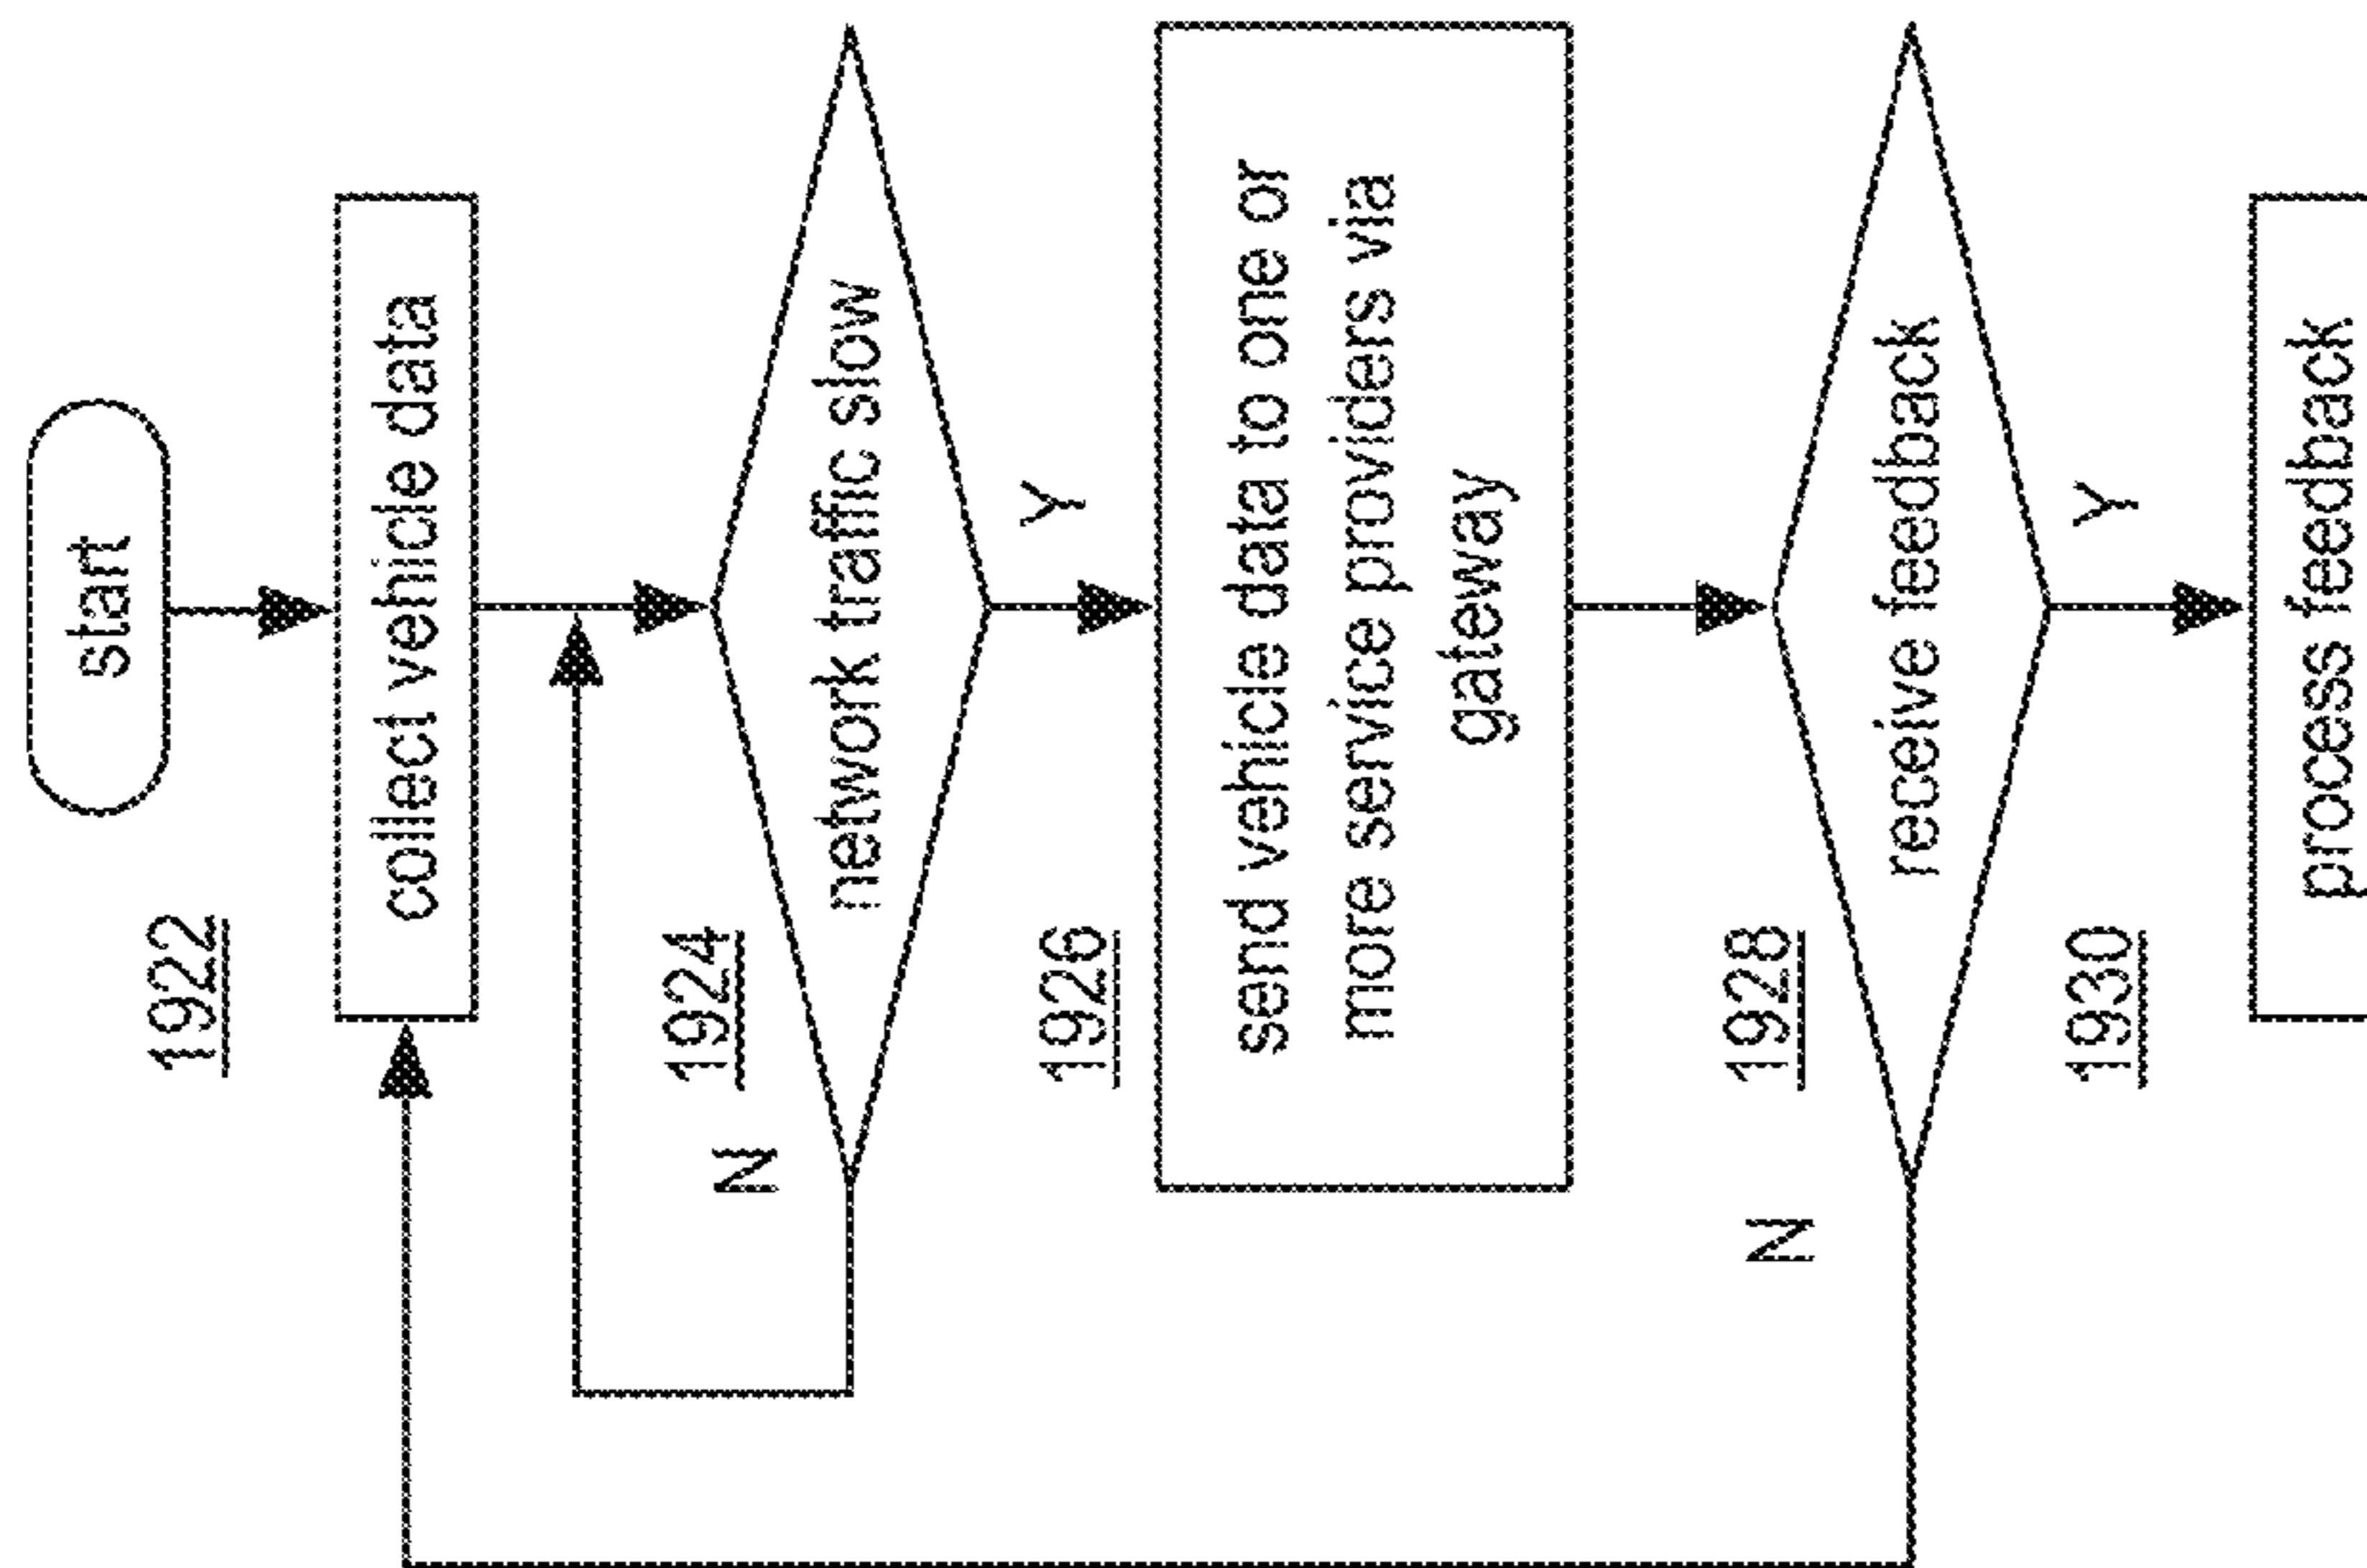 start
1922
collect vehicle data
1924
network traffic slow
N
Y
1926
send vehicle data to one or
more service providers via
gateway
1928
receive feedback
N
Y
1930
process feedback